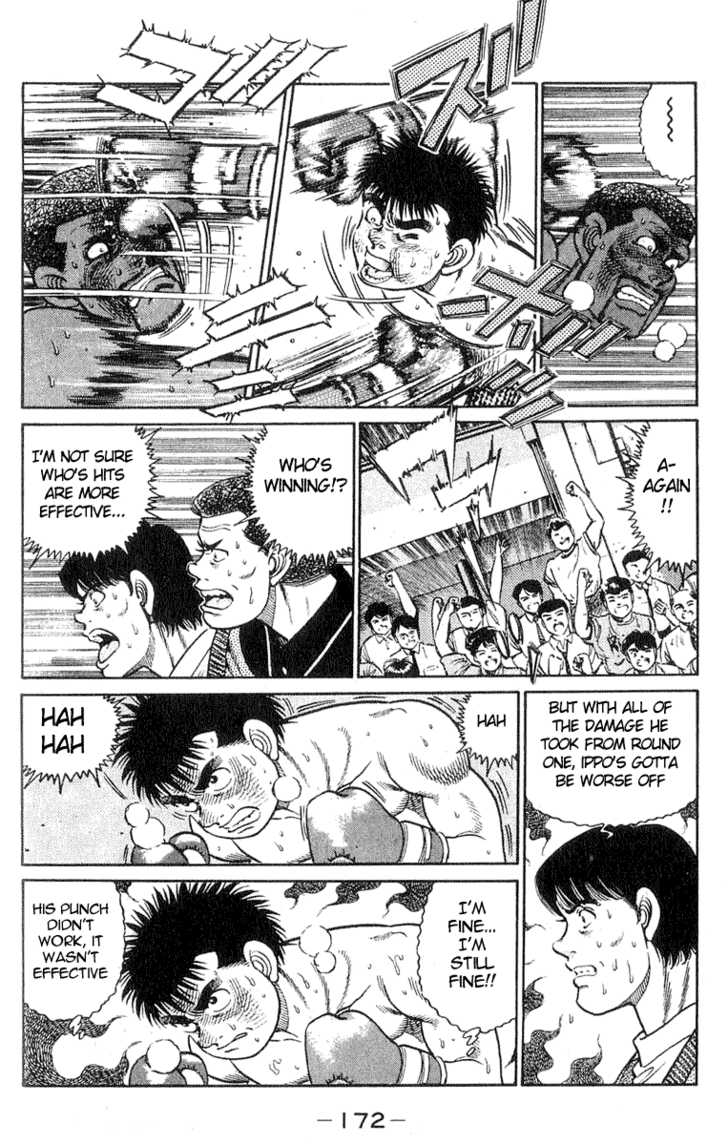 A-
AGAIN
!!
WHO'S
WINNING!?
I'M NOT SURE
WHO'S HITS
ARE MORE
EFFECTIVE...
BUT WITH ALL OF
THE DAMAGE HE
TOOK FROM ROUND
ONE, IPPO'S GOTTA
BE WORSE OFF
HAH
HAH
HAH
I'M
FINE...
I'M
STILL
FINE!!
HIS PUNCH
DIDN'T
WORK, IT
WASN'T
EFFECTIVE
-172-